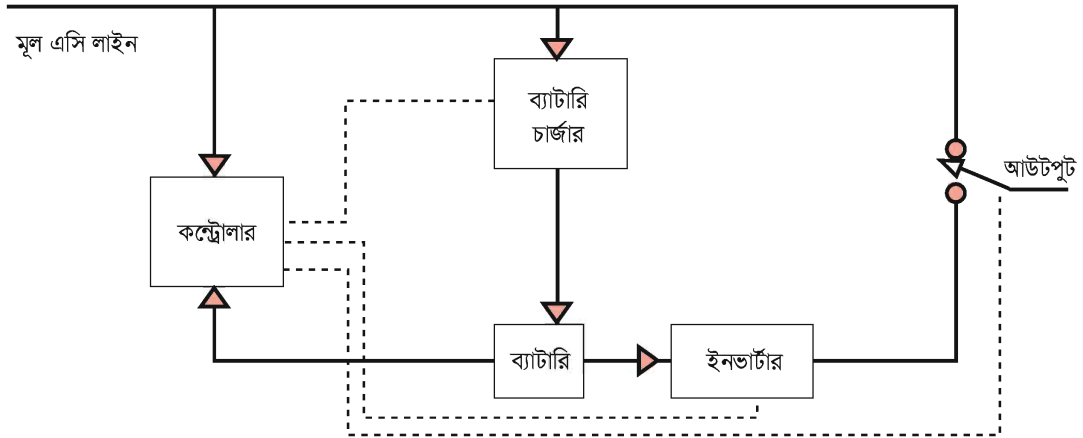 মূল এসি লাইন
ব্যাটারি
চার্জার
আউটপুট
কন্ট্রোলার
ব্যাটারি
ইনভার্টার